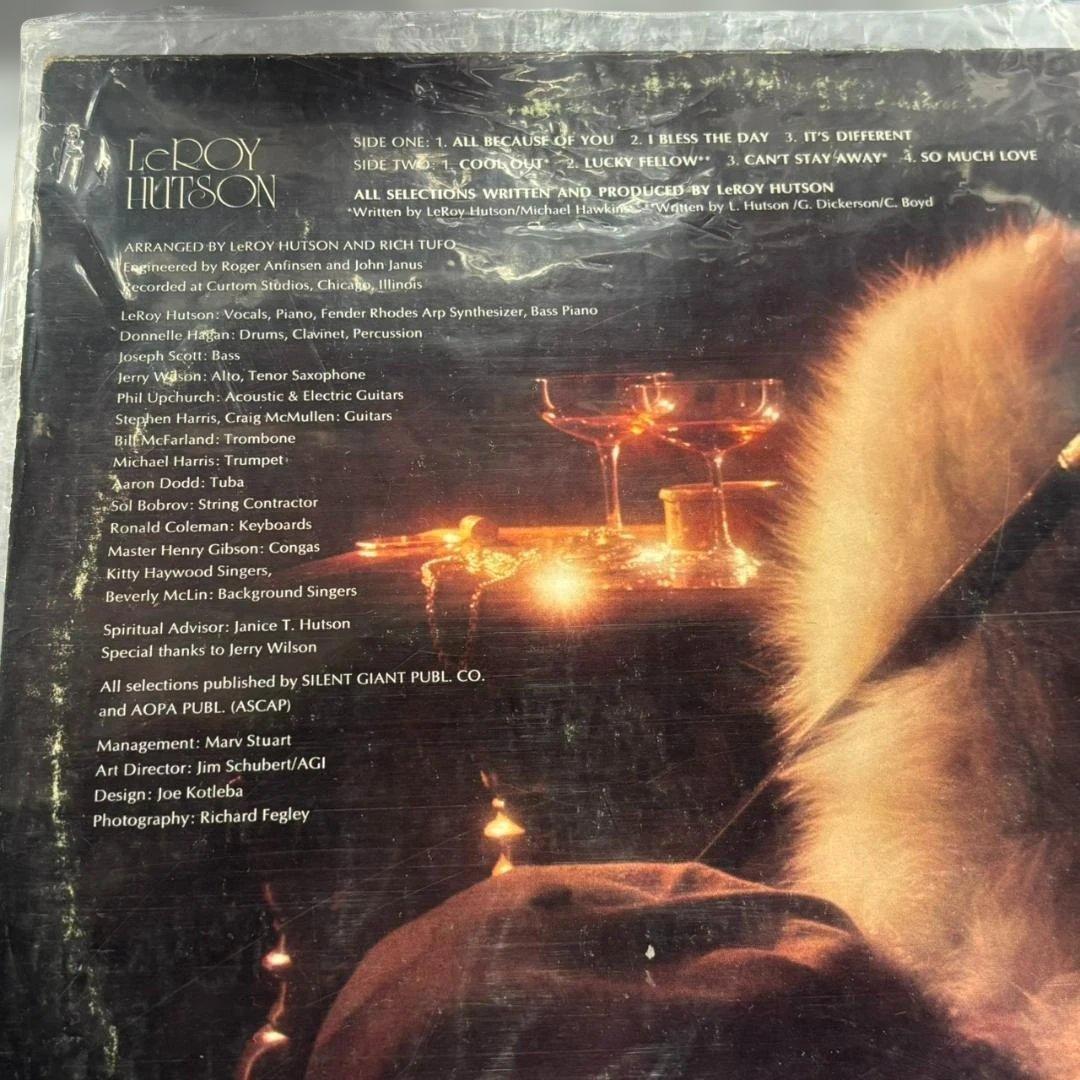 LeROY
HUTSON
SIDE ONE: 1. ALL BECAUSE OF YOU 2. I BLESS THE DAY 3. IT'S DIFFERENT
SIDE TWO: 1. COOL OUT* 2. LUCKY FELLOW** 3. CAN'T STAY AWAY* 4. SO MUCH LOVE
ALL SELECTIONS WRITTEN AND PRODUCED BY LeROY HUTSON
*Written by LeRoy Hutson/Michael Hawkins **Written by L. Hutson /G. Dickerson/C. Boyd
ARRANGED BY LeROY HUTSON AND RICH TUFO
Engineered by Roger Anfinsen and John Janus
Recorded at Curtom Studios, Chicago, Illinois
LeRoy Hutson: Vocals, Piano, Fender Rhodes Arp Synthesizer, Bass Piano
Donnelle Hagan: Drums, Clavinet, Percussion
Joseph Scott: Bass
Jerry Wilson: Alto, Tenor Saxophone
Phil Upchurch: Acoustic & Electric Guitars
Stephen Harris, Craig McMullen: Guitars
Bill McFarland: Trombone
Michael Harris: Trumpet
Aaron Dodd: Tuba
Sol Bobrov: String Contractor
Ronald Coleman: Keyboards
Master Henry Gibson: Congas
Kitty Haywood Singers,
Beverly McLin: Background Singers
Spiritual Advisor: Janice T. Hutson
Special thanks to Jerry Wilson
All selections published by SILENT GIANT PUBL. CO.
and AOPA PUBL. (ASCAP)
Management: Marv Stuart
Art Director: Jim Schubert/AGI
Design: Joe Kotleba
Photography: Richard Fegley